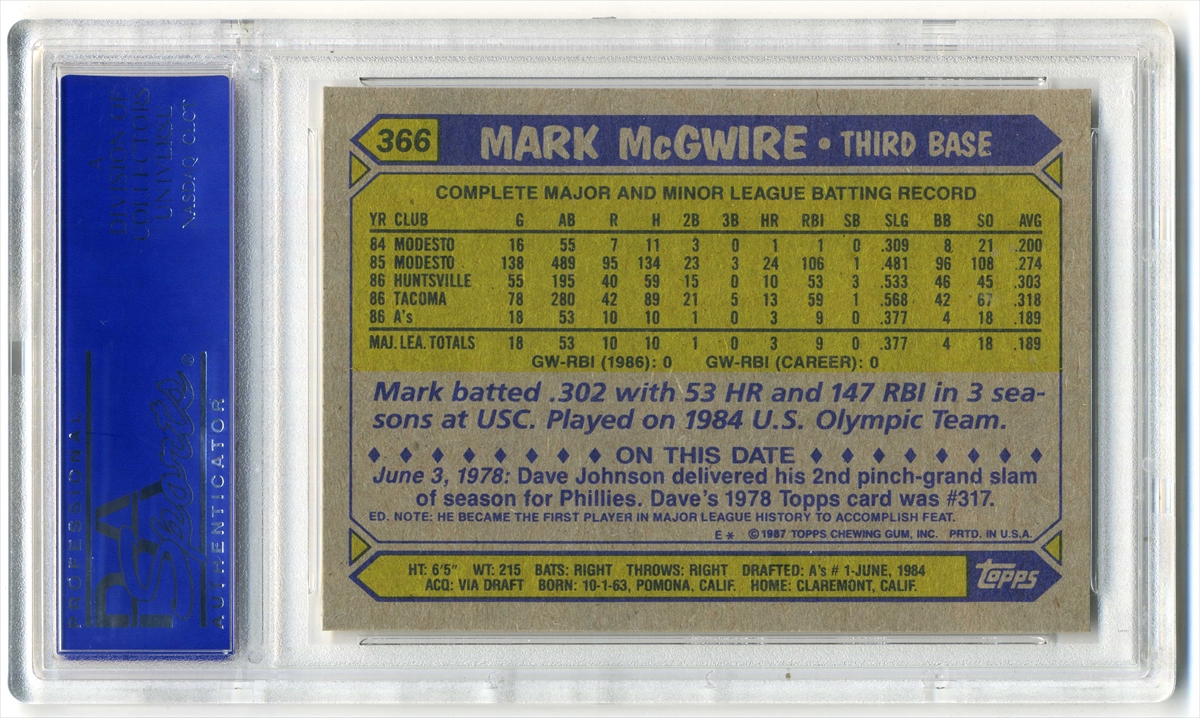 A
DIVISION OF
COLLECTORS
UNIVERSE
NASDAQ: CLCT
PROFESSIONAL
PSA
Sports®
AUTHENTICATOR
366 MARK McGWIRE • THIRD BASE
COMPLETE MAJOR AND MINOR LEAGUE BATTING RECORD
YR CLUB G AB R H 2B 3B HR RBI SB SLG BB SO AVG
84 MODESTO 16 55 7 11 3 0 1 1 0 .309 8 21 .200
85 MODESTO 138 489 95 134 23 3 24 106 1 .481 96 108 .274
86 HUNTSVILLE 55 195 40 59 15 0 10 53 3 .533 46 45 .303
86 TACOMA 78 280 42 89 21 5 13 59 1 .568 42 67 .318
86 A's 18 53 10 10 1 0 3 9 0 .377 4 18 .189
MAJ. LEA. TOTALS 18 53 10 10 1 0 3 9 0 .377 4 18 .189
GW-RBI (1986): 0 GW-RBI (CAREER): 0
Mark batted .302 with 53 HR and 147 RBI in 3 sea-
sons at USC. Played on 1984 U.S. Olympic Team.
♦ ♦ ♦ ♦ ♦ ♦ ♦ ♦ ON THIS DATE ♦ ♦ ♦ ♦ ♦ ♦ ♦ ♦
June 3, 1978: Dave Johnson delivered his 2nd pinch-grand slam
of season for Phillies. Dave's 1978 Topps card was #317.
ED. NOTE: HE BECAME THE FIRST PLAYER IN MAJOR LEAGUE HISTORY TO ACCOMPLISH FEAT.
E* ©1987 TOPPS CHEWING GUM, INC. PRTD. IN U.S.A.
HT: 6'5" WT: 215 BATS: RIGHT THROWS: RIGHT DRAFTED: A's # 1-JUNE, 1984
ACQ: VIA DRAFT BORN: 10-1-63, POMONA, CALIF. HOME: CLAREMONT, CALIF.
topps